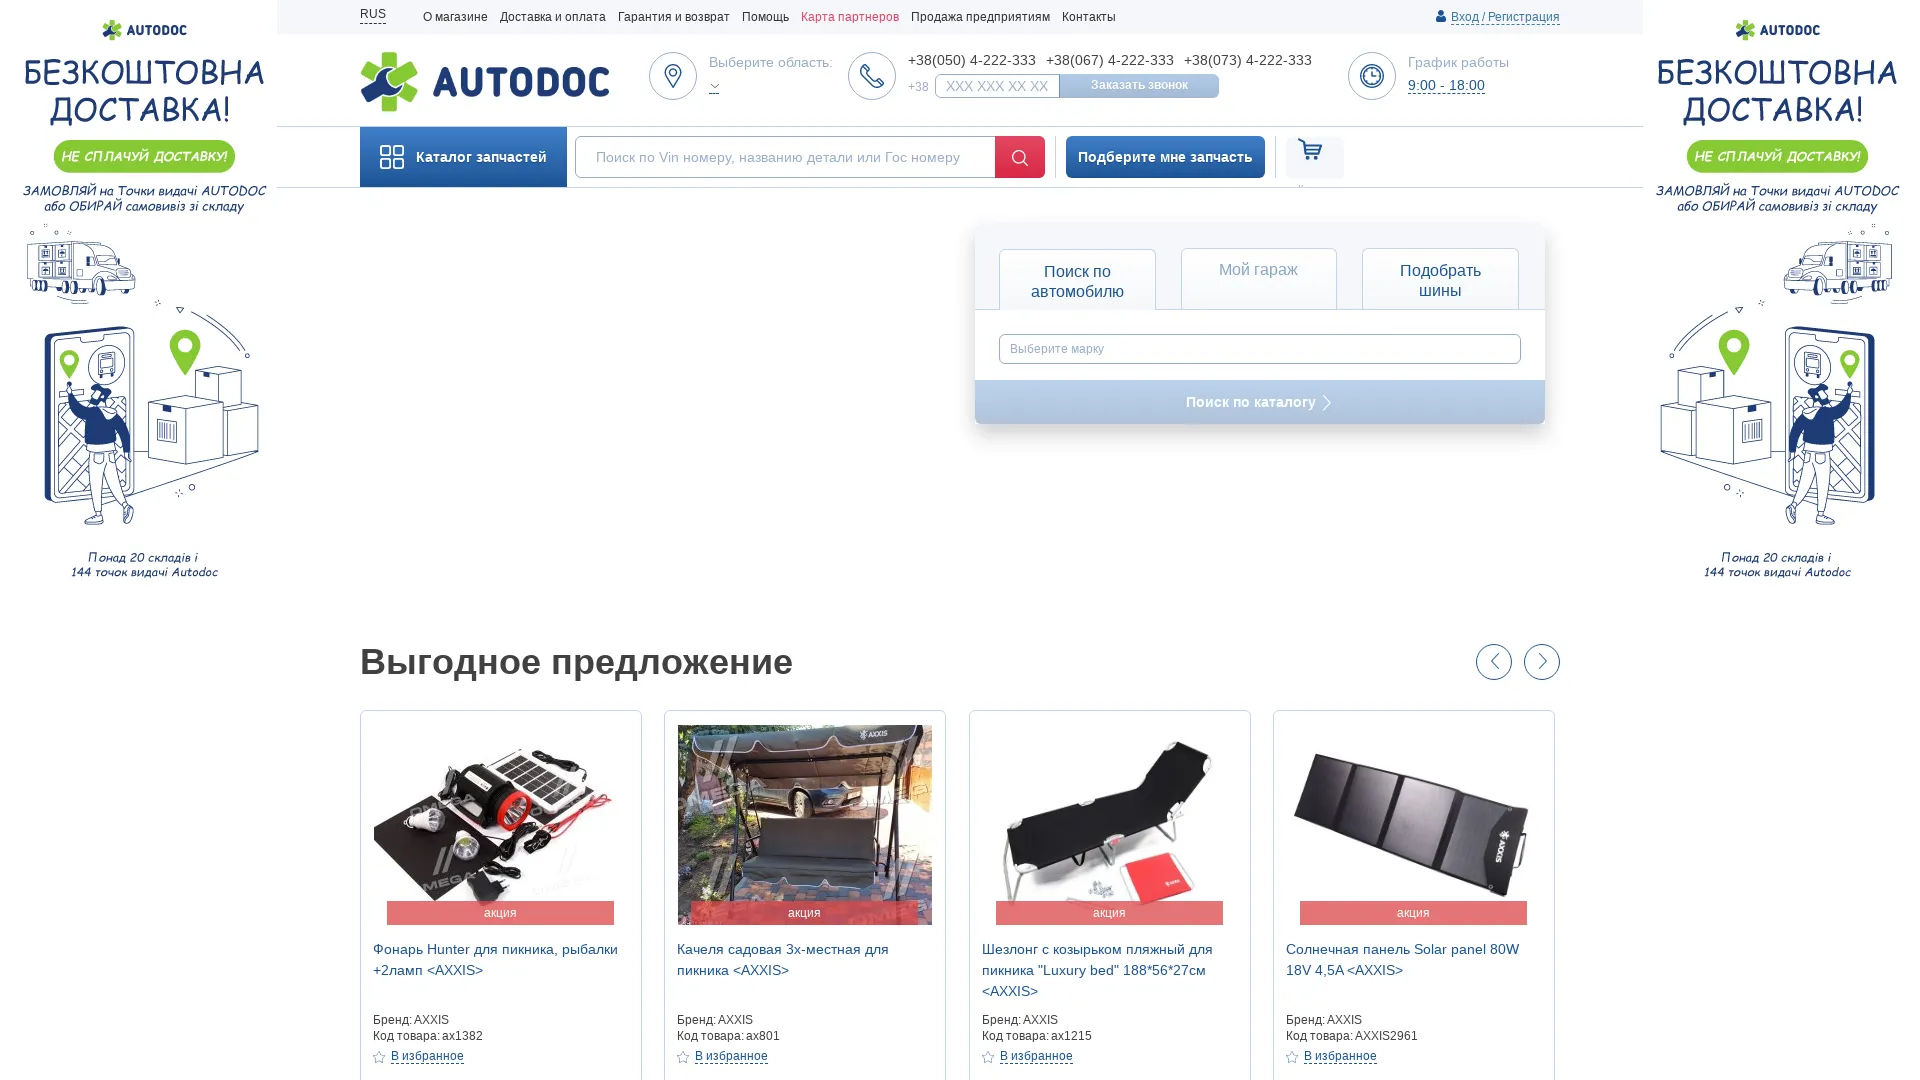 AUTODOC
БЕЗКОШТОВНА
ДОСТАВКА!
НЕ СПЛАЧУЙ ДОСТАВКУ!
ЗАМОВЛЯЙ на Точки видачі AUTODOC
або ОБИРАЙ самовивіз зі складу
Понад 20 складів і
144 точок видачі Autodoc
RUS
О магазине
Доставка и оплата
Гарантия и возврат
Помощь
Карта партнеров
Продажа предприятиям
Контакты
Вход / Регистрация
AUTODOC
Выберите область:
+38(050) 4-222-333 +38(067) 4-222-333 +38(073) 4-222-333
+38 XXX XXX XX XX Заказать звонок
График работы
9:00 - 18:00
Каталог запчастей
Поиск по Vin номеру, названию детали или Гос номеру
Подберите мне запчасть
Поиск по
автомобилю
Мой гараж
Подобрать
шины
Выберите марку
Поиск по каталогу
Выгодное предложение
OMEGA
OMEGA
акция
Фонарь Hunter для пикника, рыбалки
+2ламп <AXXIS>
Бренд: AXXIS
Код товара: ax1382
В избранное
AXXIS
OMEGA
OMEGA
OMEGA
акция
Качеля садовая 3х-местная для
пикника <AXXIS>
Бренд: AXXIS
Код товара: ax801
В избранное
акция
Шезлонг с козырьком пляжный для
пикника "Luxury bed" 188*56*27см
<AXXIS>
Бренд: AXXIS
Код товара: ax1215
В избранное
AXXIS
акция
Солнечная панель Solar panel 80W
18V 4,5A <AXXIS>
Бренд: AXXIS
Код товара: AXXIS2961
В избранное
AUTODOC
БЕЗКОШТОВНА
ДОСТАВКА!
НЕ СПЛАЧУЙ ДОСТАВКУ!
ЗАМОВЛЯЙ на Точки видачі AUTODOC
або ОБИРАЙ самовивіз зі складу
Понад 20 складів і
144 точок видачі Autodoc